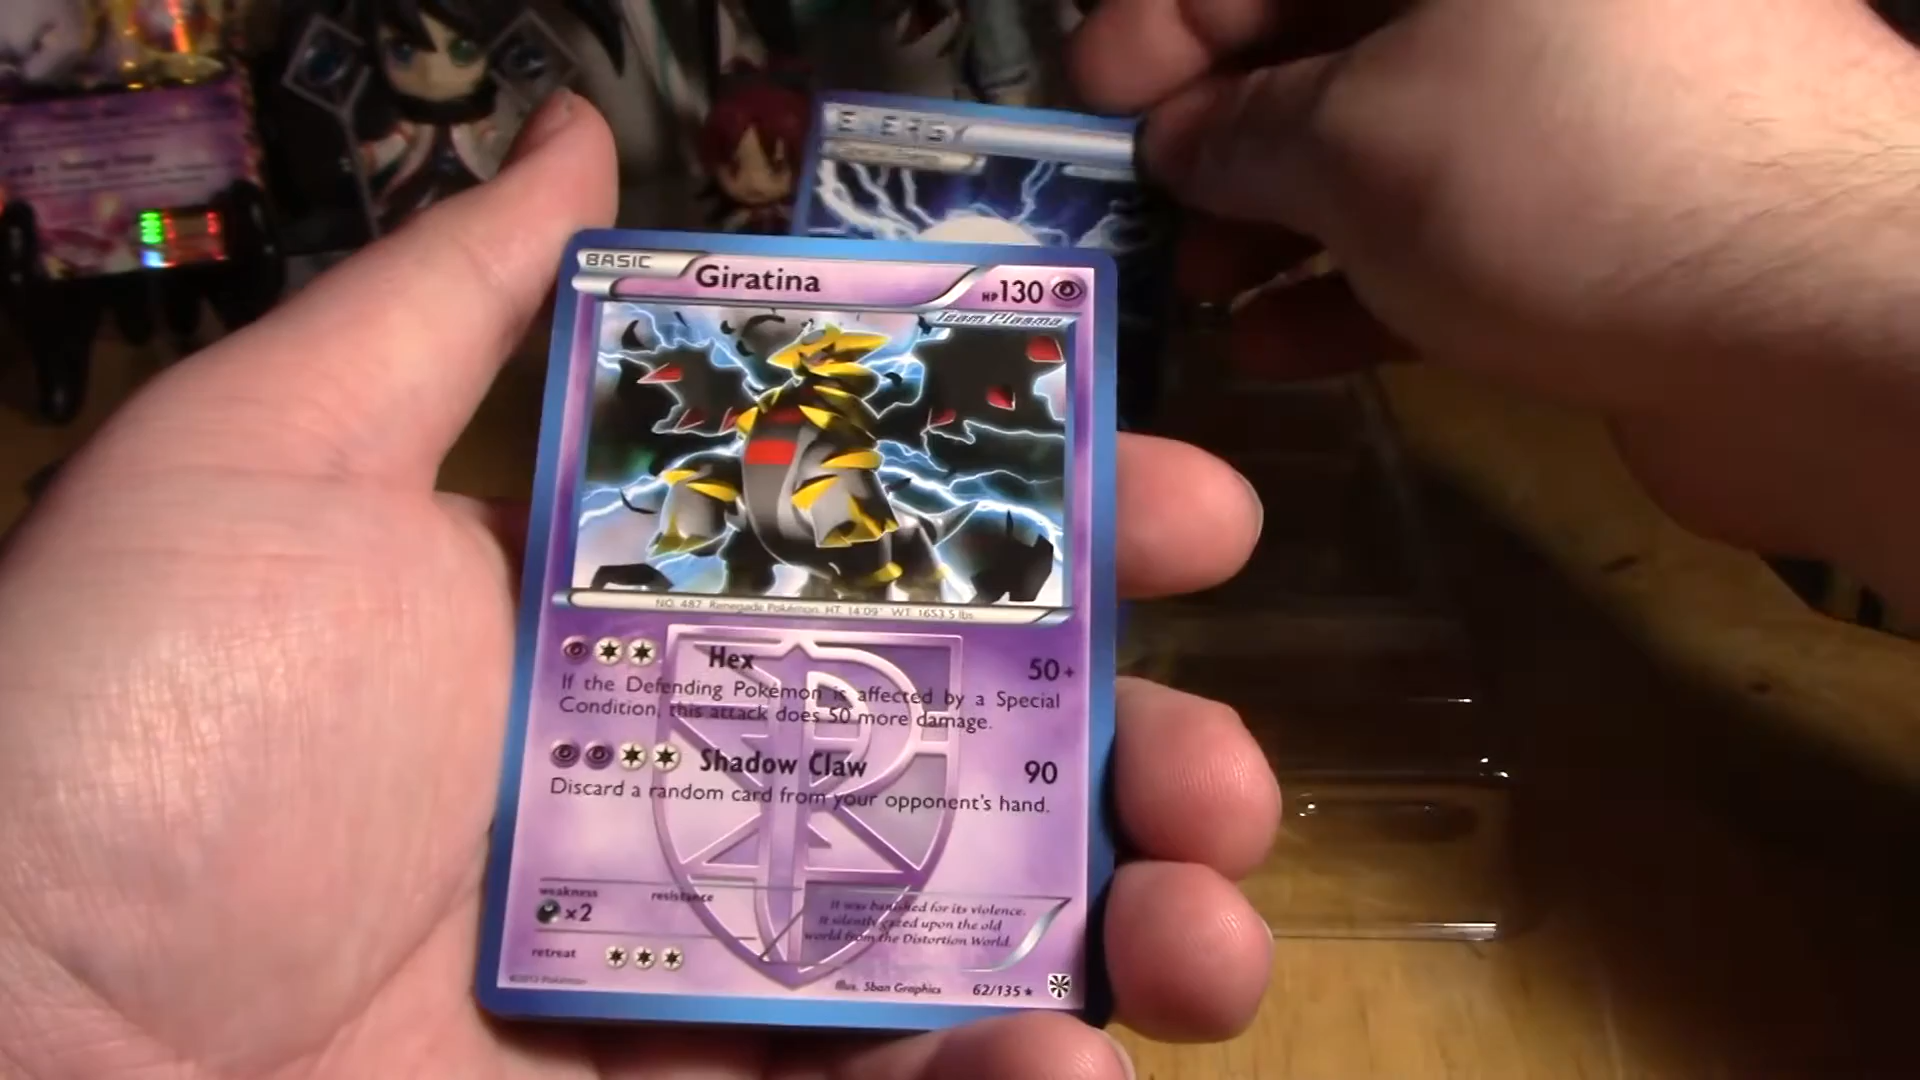 E ERGY
BASIC Giratina HP 130
Team Plasma
NO. 487 Renegade Pokémon. HT: 14'09" WT: 1653.5 lbs.
Hex 50+
If the Defending Pokémon is affected by a Special
Condition, this attack does 50 more damage.
Shadow Claw 90
Discard a random card from your opponent's hand.
weakness resistance
×2
It was banished for its violence.
It silently gazed upon the old
world from the Distortion World.
retreat
Illus. 5ban Graphics 62/135 ★